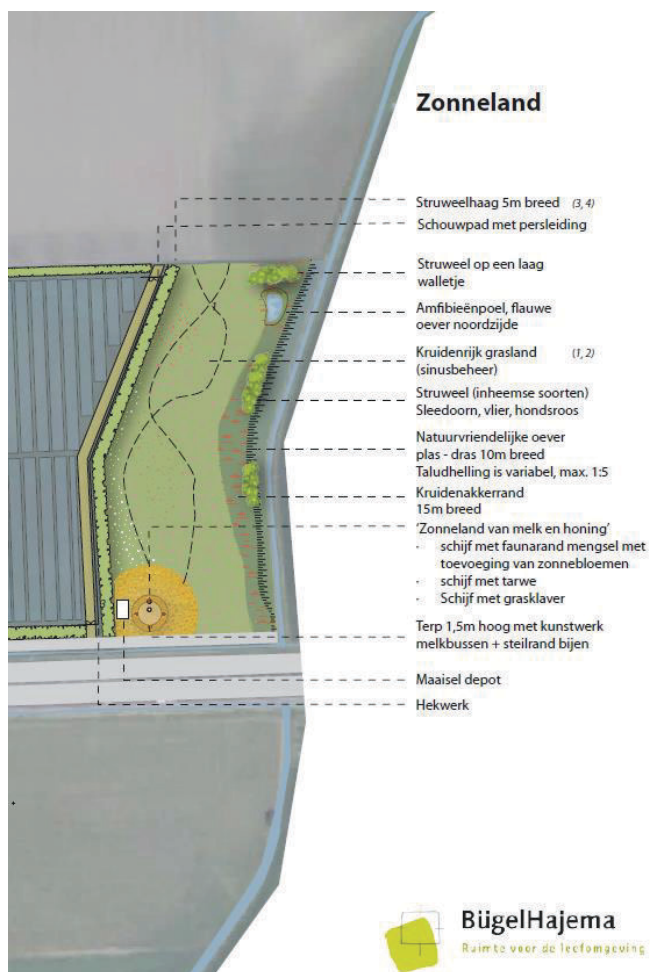 Zonneland
Struweelhaag 5m breed (3, 4)
Schouwpad met persleiding
Struweel op een laag
walletje
Amfibieënpoel, flauwe
oever noordzijde
Kruidenrijk grasland (1, 2)
(sinusbeheer)
Struweel (inheemse soorten)
Sleedoorn, vlier, hondsroos
Natuurvriendelijke oever
plas - dras 10m breed
Taludhelling is variabel, max. 1:5
Kruidenakkerrand
15m breed
'Zonneland van melk en honing'
· schijf met faunarand mengsel met
toevoeging van zonnebloemen
· schijf met tarwe
· Schijf met grasklaver
Terp 1,5m hoog met kunstwerk
melkbussen + steilrand bijen
Maaisel depot
Hekwerk
BügelHajema
Ruimte voor de leefomgeving